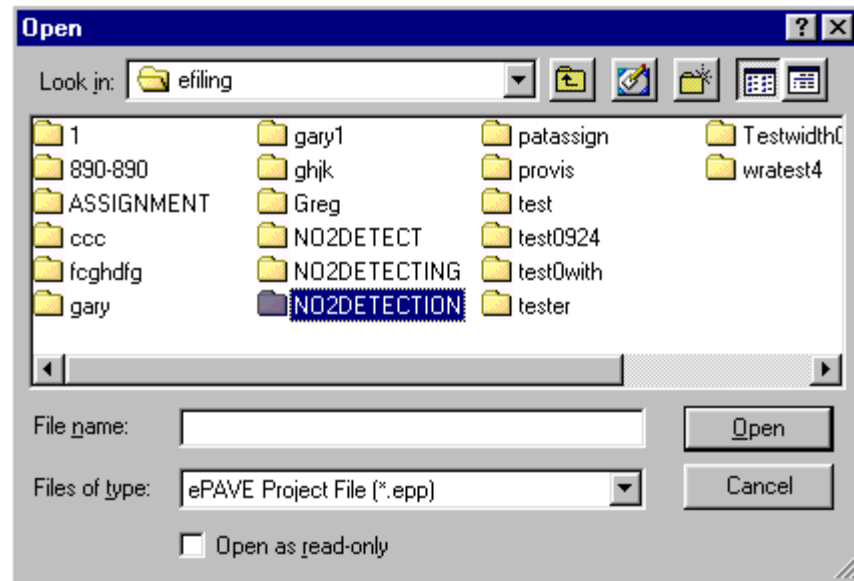 Open
Look in: efiling
1 gary1 patassign Testwidth0
890-890 ghjk provis wratest4
ASSIGNMENT Greg test
ccc NO2DETECT test0924
fcghdfg NO2DETECTING test0with
gary NO2DETECTION tester
File name: Open
Files of type: ePAVE Project File (*.epp) Cancel
Open as read-only